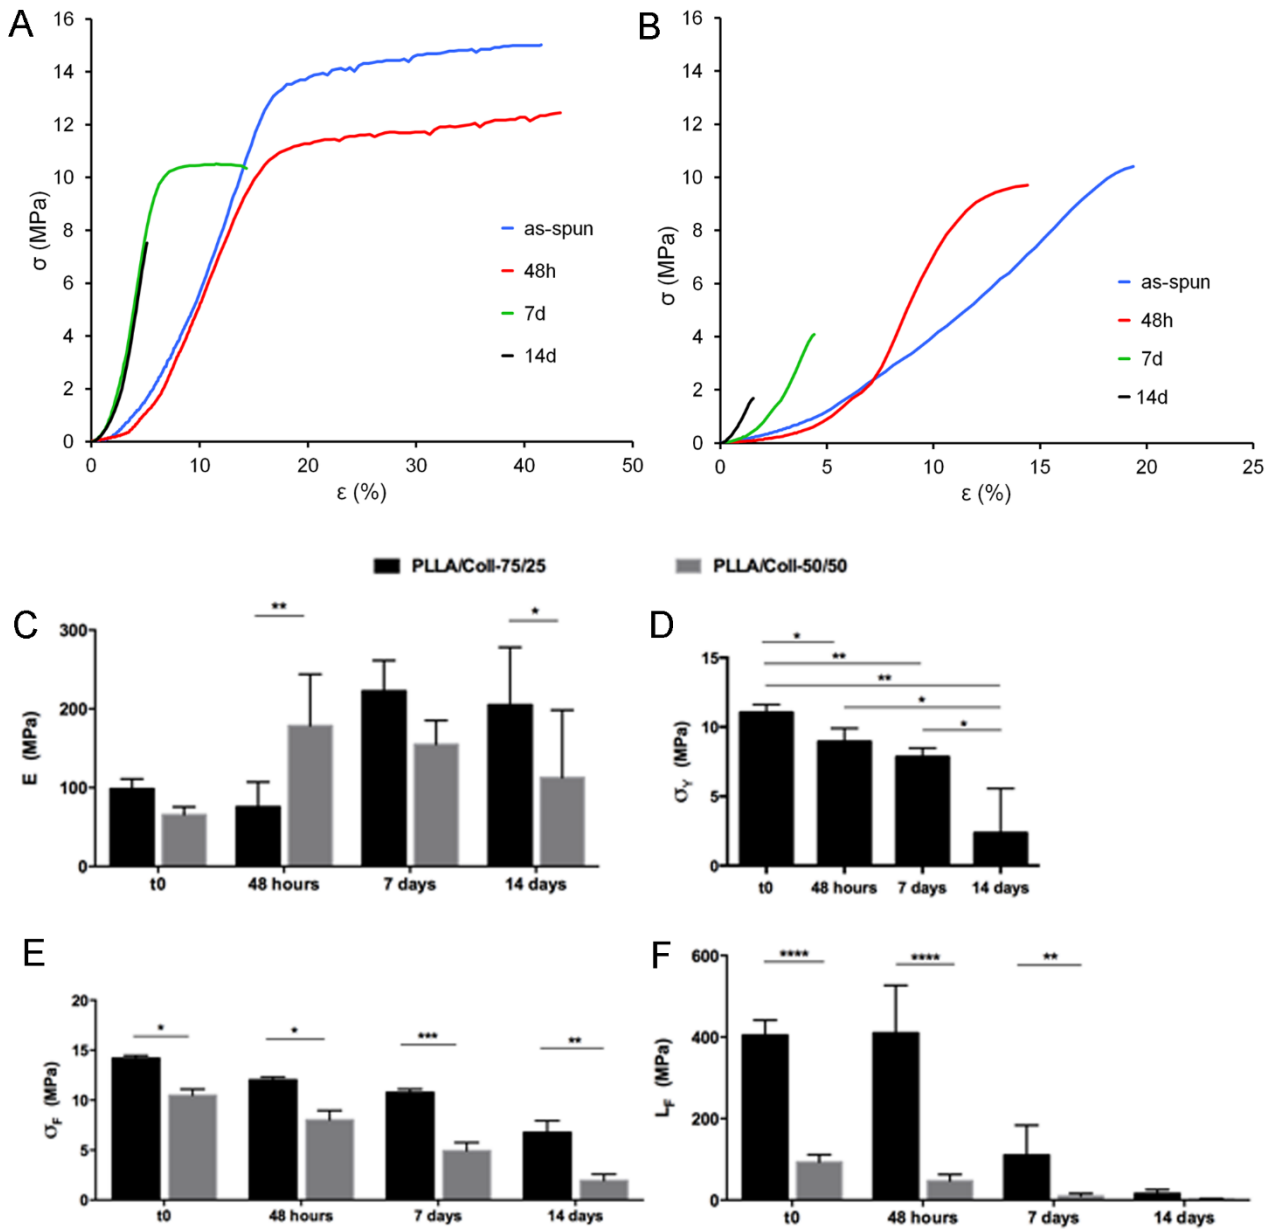 A
16
14
12
10
8
6
4
2
0
σ (MPa)
0 10 20 30 40 50
ε (%)
as-spun
48h
7d
14d
B
16
14
12
10
8
6
4
2
0
σ (MPa)
0 5 10 15 20 25
ε (%)
as-spun
48h
7d
14d
PLLA/Coll-75/25 PLLA/Coll-50/50
C
300
200
100
0
E (MPa)
** *
t0 48 hours 7 days 14 days
D
15
10
5
0
σY (MPa)
*
**
**
*
*
t0 48 hours 7 days 14 days
E
20
15
10
5
0
σF (MPa)
* * *** **
t0 48 hours 7 days 14 days
F
600
400
200
0
LF (MPa)
**** **** **
t0 48 hours 7 days 14 days